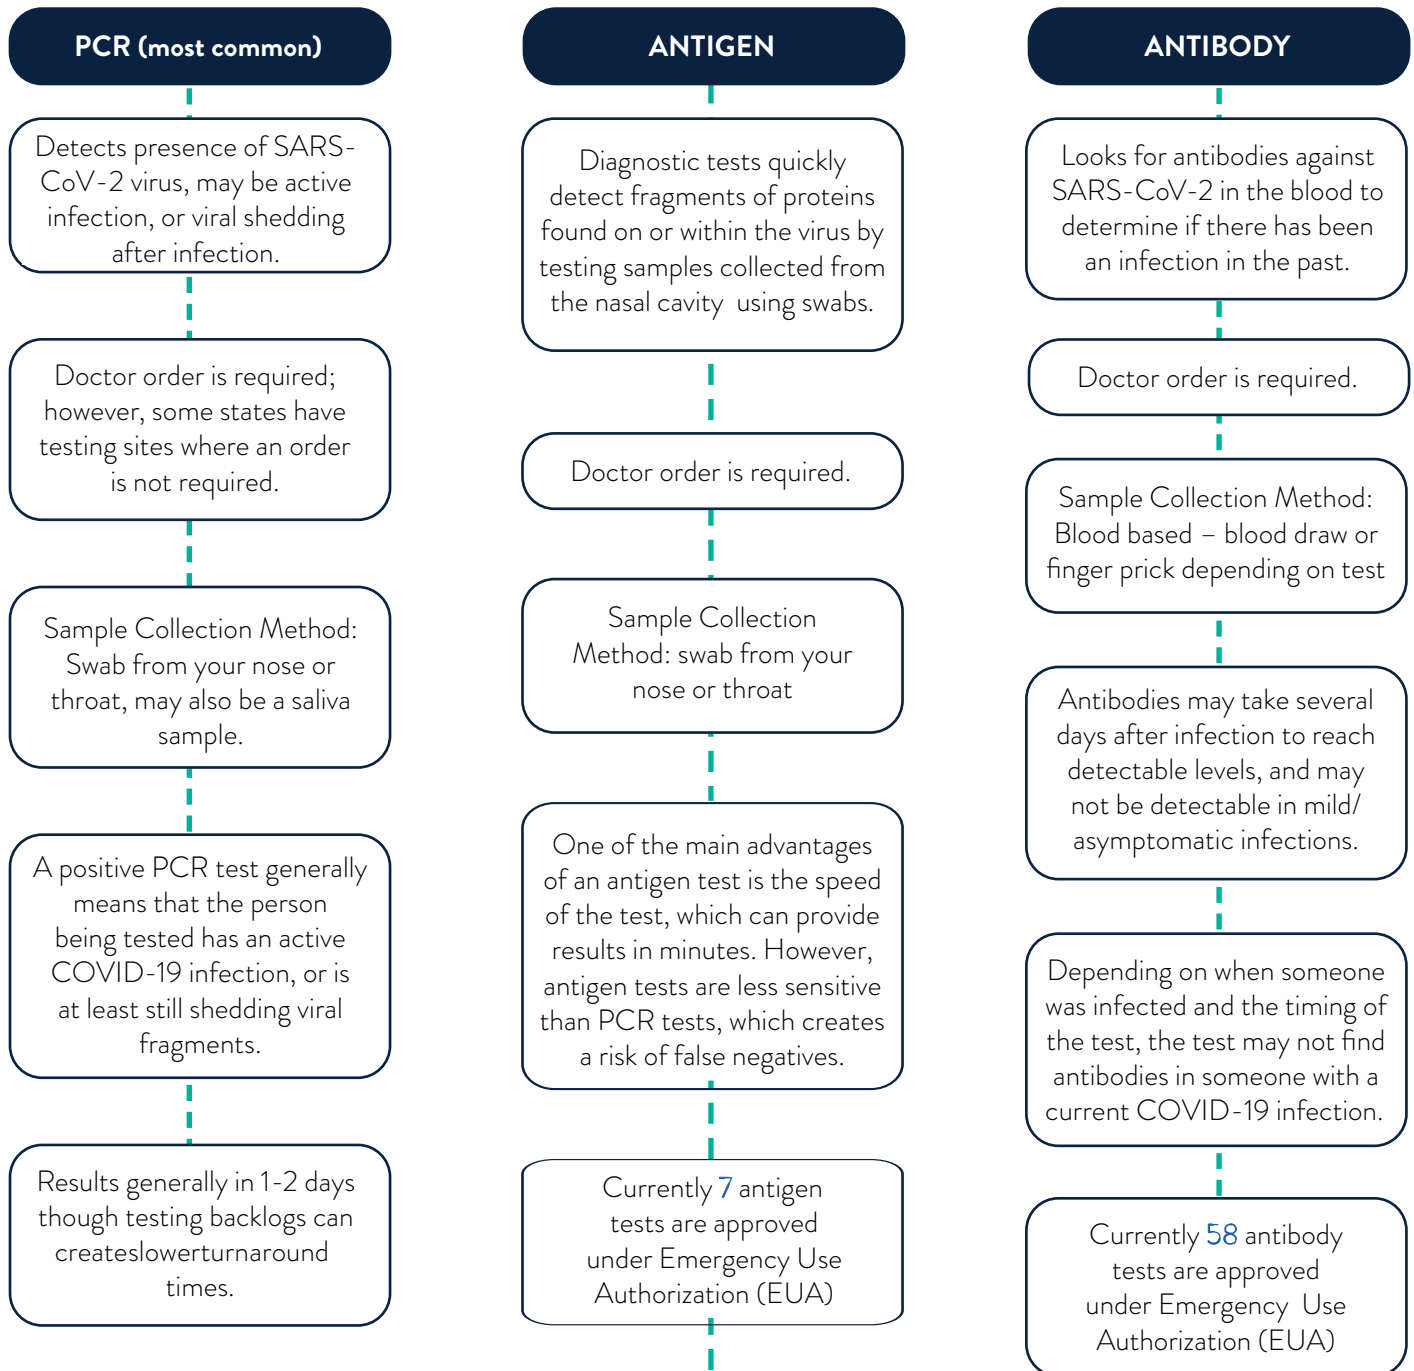 PCR (most common)
Detects presence of SARS-
CoV-2 virus, may be active
infection, or viral shedding
after infection.
Doctor order is required;
however, some states have
testing sites where an order
is not required.
Sample Collection Method:
Swab from your nose or
throat, may also be a saliva
sample.
A positive PCR test generally
means that the person
being tested has an active
COVID-19 infection, or is
at least still shedding viral
fragments.
Results generally in 1-2 days
though testing backlogs can
createslowerturnaround
times.
ANTIGEN
Diagnostic tests quickly
detect fragments of proteins
found on or within the virus by
testing samples collected from
the nasal cavity using swabs.
Doctor order is required.
Sample Collection
Method: swab from your
nose or throat
One of the main advantages
of an antigen test is the speed
of the test, which can provide
results in minutes. However,
antigen tests are less sensitive
than PCR tests, which creates
a risk of false negatives.
Currently 7 antigen
tests are approved
under Emergency Use
Authorization (EUA)
ANTIBODY
Looks for antibodies against
SARS-CoV-2 in the blood to
determine if there has been
an infection in the past.
Doctor order is required.
Sample Collection Method:
Blood based – blood draw or
finger prick depending on test
Antibodies may take several
days after infection to reach
detectable levels, and may
not be detectable in mild/
asymptomatic infections.
Depending on when someone
was infected and the timing of
the test, the test may not find
antibodies in someone with a
current COVID-19 infection.
Currently 58 antibody
tests are approved
under Emergency Use
Authorization (EUA)